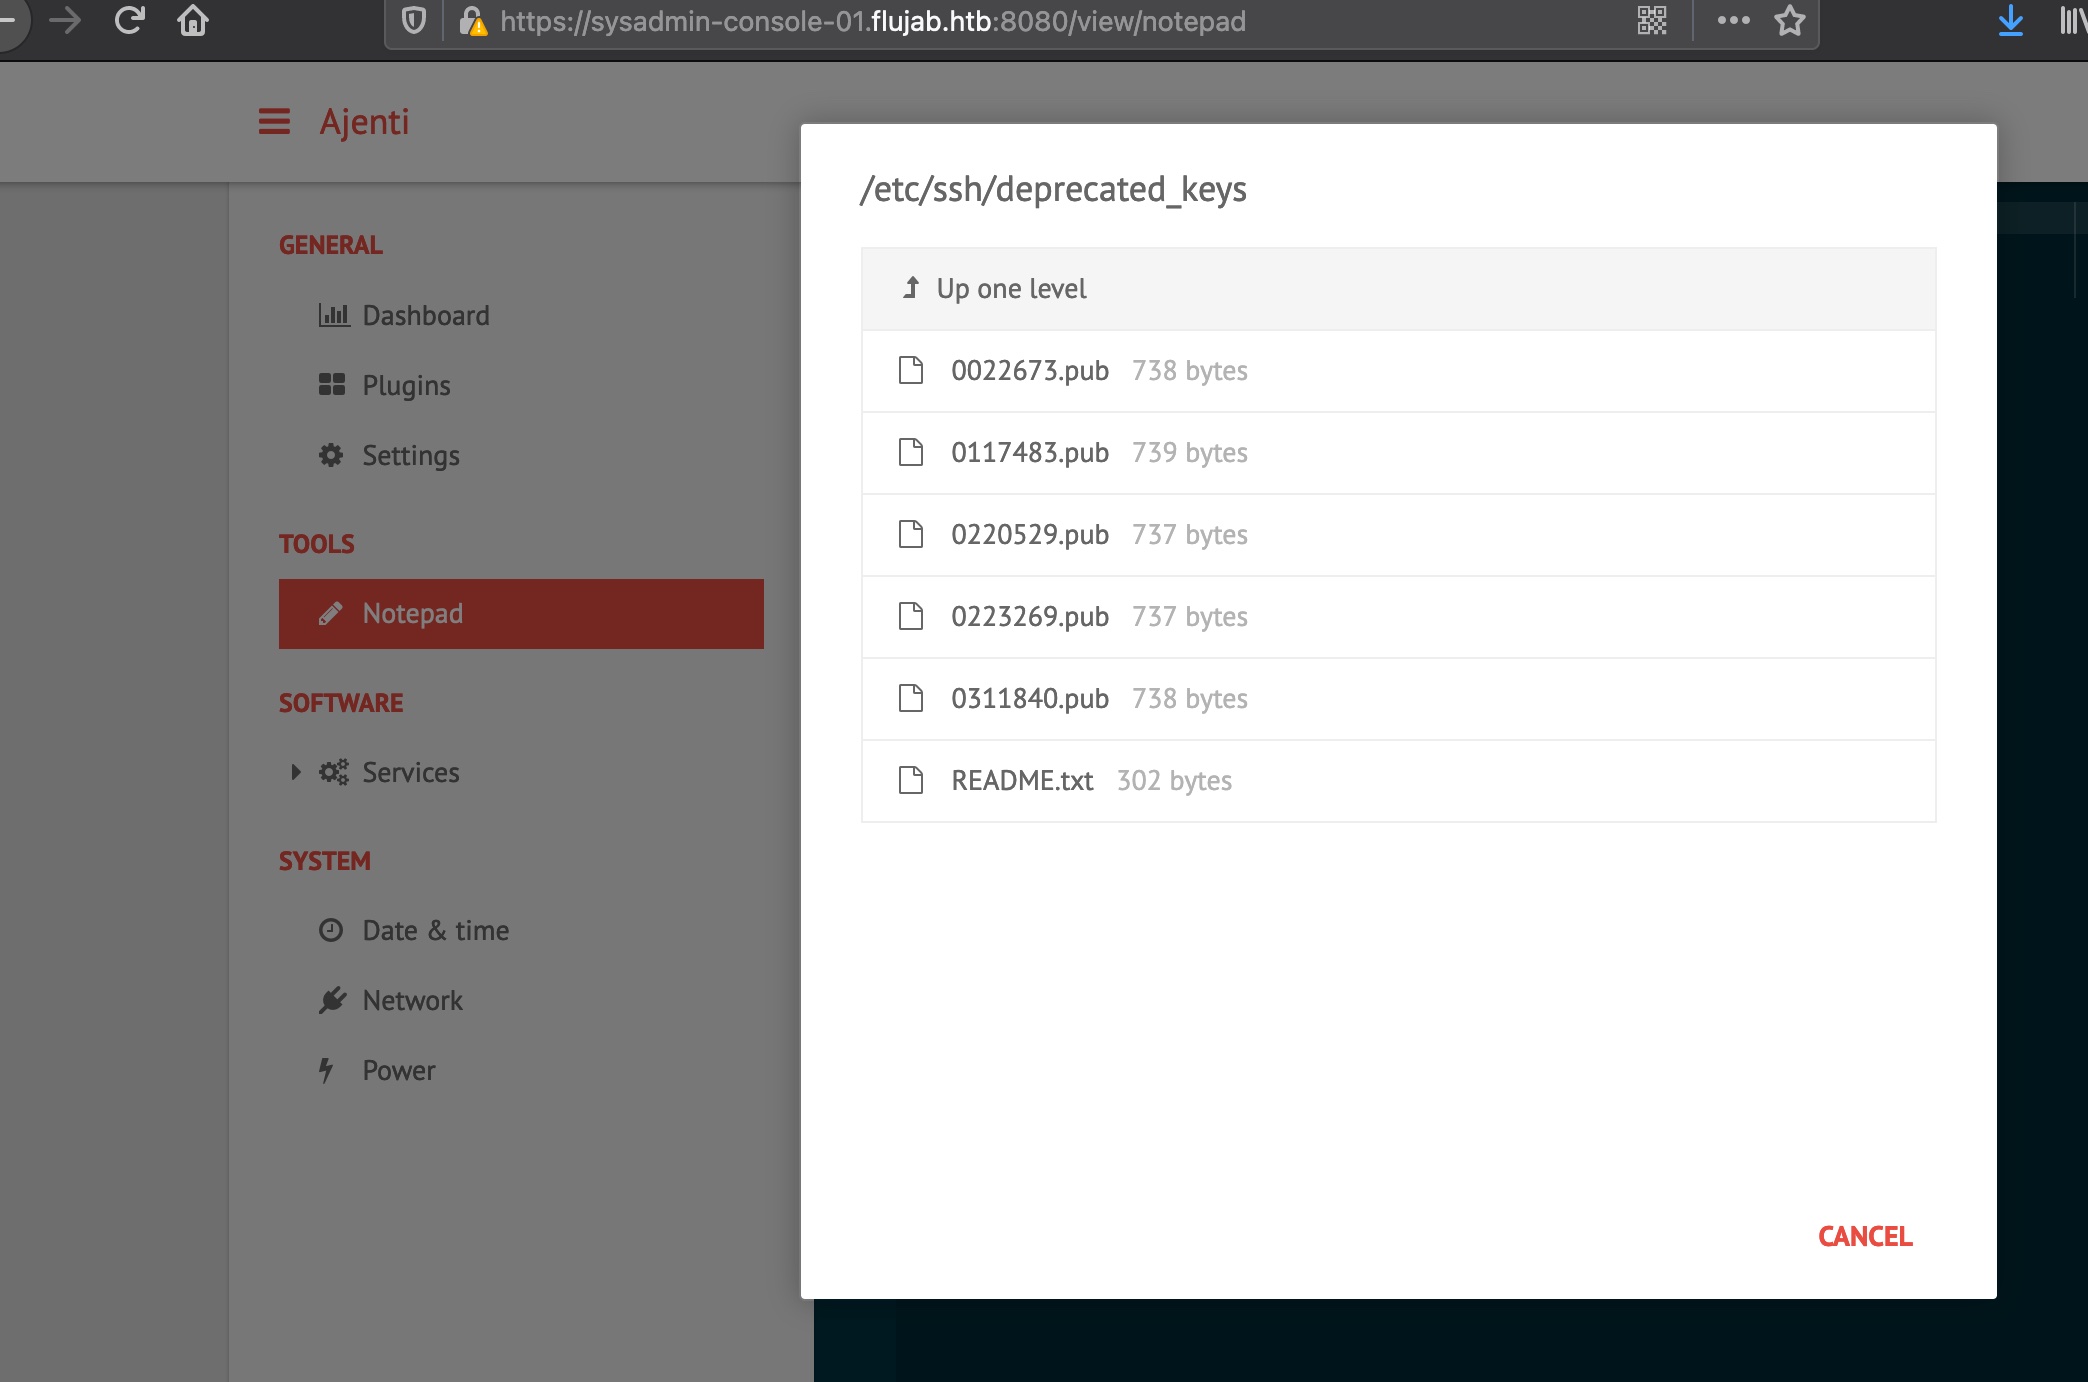 https://sysadmin-console-01.flujab.htb:8080/view/notepad
Ajenti
GENERAL
Dashboard
Plugins
Settings
TOOLS
Notepad
SOFTWARE
Services
SYSTEM
Date & time
Network
Power
/etc/ssh/deprecated_keys
Up one level
0022673.pub 738 bytes
0117483.pub 739 bytes
0220529.pub 737 bytes
0223269.pub 737 bytes
0311840.pub 738 bytes
README.txt 302 bytes
CANCEL